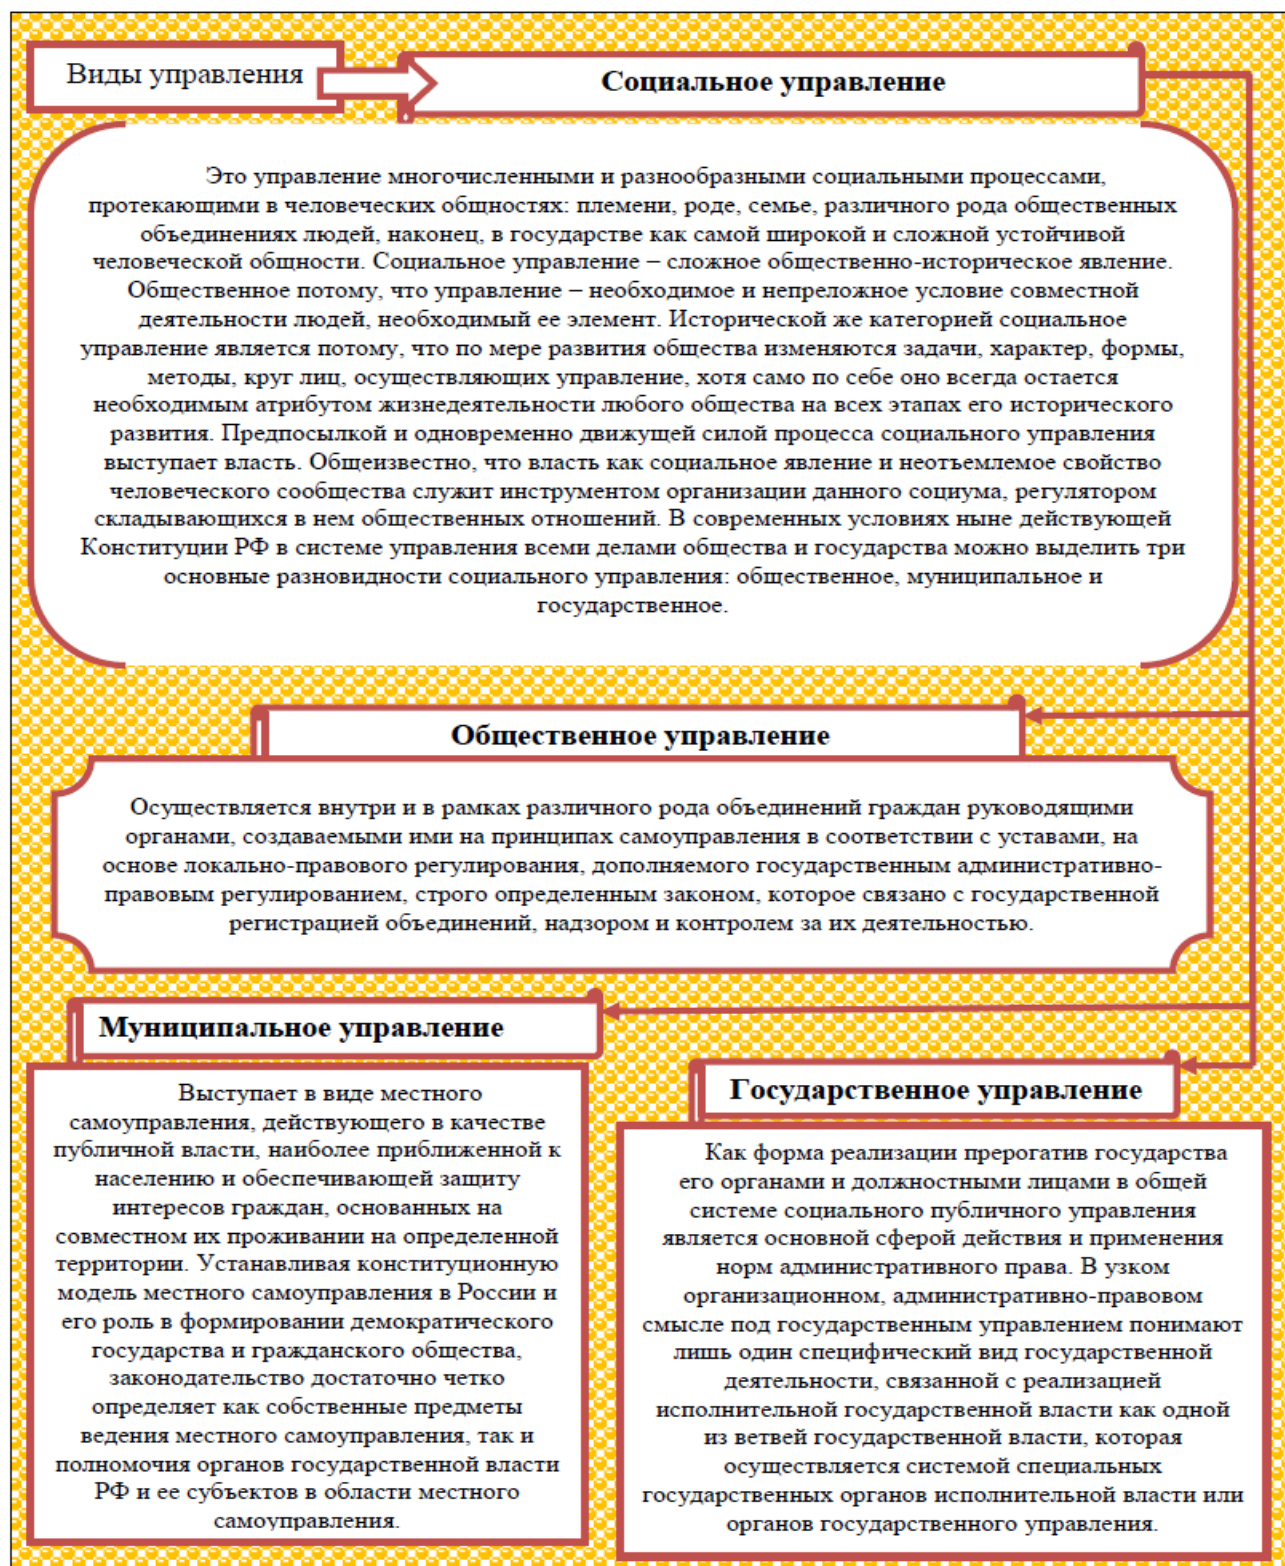 Виды управления
Социальное управление
Это управление многочисленными и разнообразными социальными процессами,
протекающими в человеческих общностях: племени, роде, семье, различного рода общественных
объединениях людей, наконец, в государстве как самой широкой и сложной устойчивой
человеческой общности. Социальное управление – сложное общественно-историческое явление.
Общественное потому, что управление – необходимое и непреложное условие совместной
деятельности людей, необходимый ее элемент. Исторической же категорией социальное
управление является потому, что по мере развития общества изменяются задачи, характер, формы,
методы, круг лиц, осуществляющих управление, хотя само по себе оно всегда остается
необходимым атрибутом жизнедеятельности любого общества на всех этапах его исторического
развития. Предпосылкой и одновременно движущей силой процесса социального управления
выступает власть. Общеизвестно, что власть как социальное явление и неотъемлемое свойство
человеческого сообщества служит инструментом организации данного социума, регулятором
складывающихся в нем общественных отношений. В современных условиях ныне действующей
Конституции РФ в системе управления всеми делами общества и государства можно выделить три
основные разновидности социального управления: общественное, муниципальное и
государственное.
Общественное управление
Осуществляется внутри и в рамках различного рода объединений граждан руководящими
органами, создаваемыми ими на принципах самоуправления в соответствии с уставами, на
основе локально-правового регулирования, дополняемого государственным административно-
правовым регулированием, строго определенным законом, которое связано с государственной
регистрацией объединений, надзором и контролем за их деятельностью.
Муниципальное управление
Выступает в виде местного
самоуправления, действующего в качестве
публичной власти, наиболее приближенной к
населению и обеспечивающей защиту
интересов граждан, основанных на
совместном их проживании на определенной
территории. Устанавливая конституционную
модель местного самоуправления в России и
его роль в формировании демократического
государства и гражданского общества,
законодательство достаточно четко
определяет как собственные предметы
ведения местного самоуправления, так и
полномочия органов государственной власти
РФ и ее субъектов в области местного
самоуправления.
Государственное управление
Как форма реализации прерогатив государства
его органами и должностными лицами в общей
системе социального публичного управления
является основной сферой действия и применения
норм административного права. В узком
организационном, административно-правовом
смысле под государственным управлением понимают
лишь один специфический вид государственной
деятельности, связанной с реализацией
исполнительной государственной власти как одной
из ветвей государственной власти, которая
осуществляется системой специальных
государственных органов исполнительной власти или
органов государственного управления.